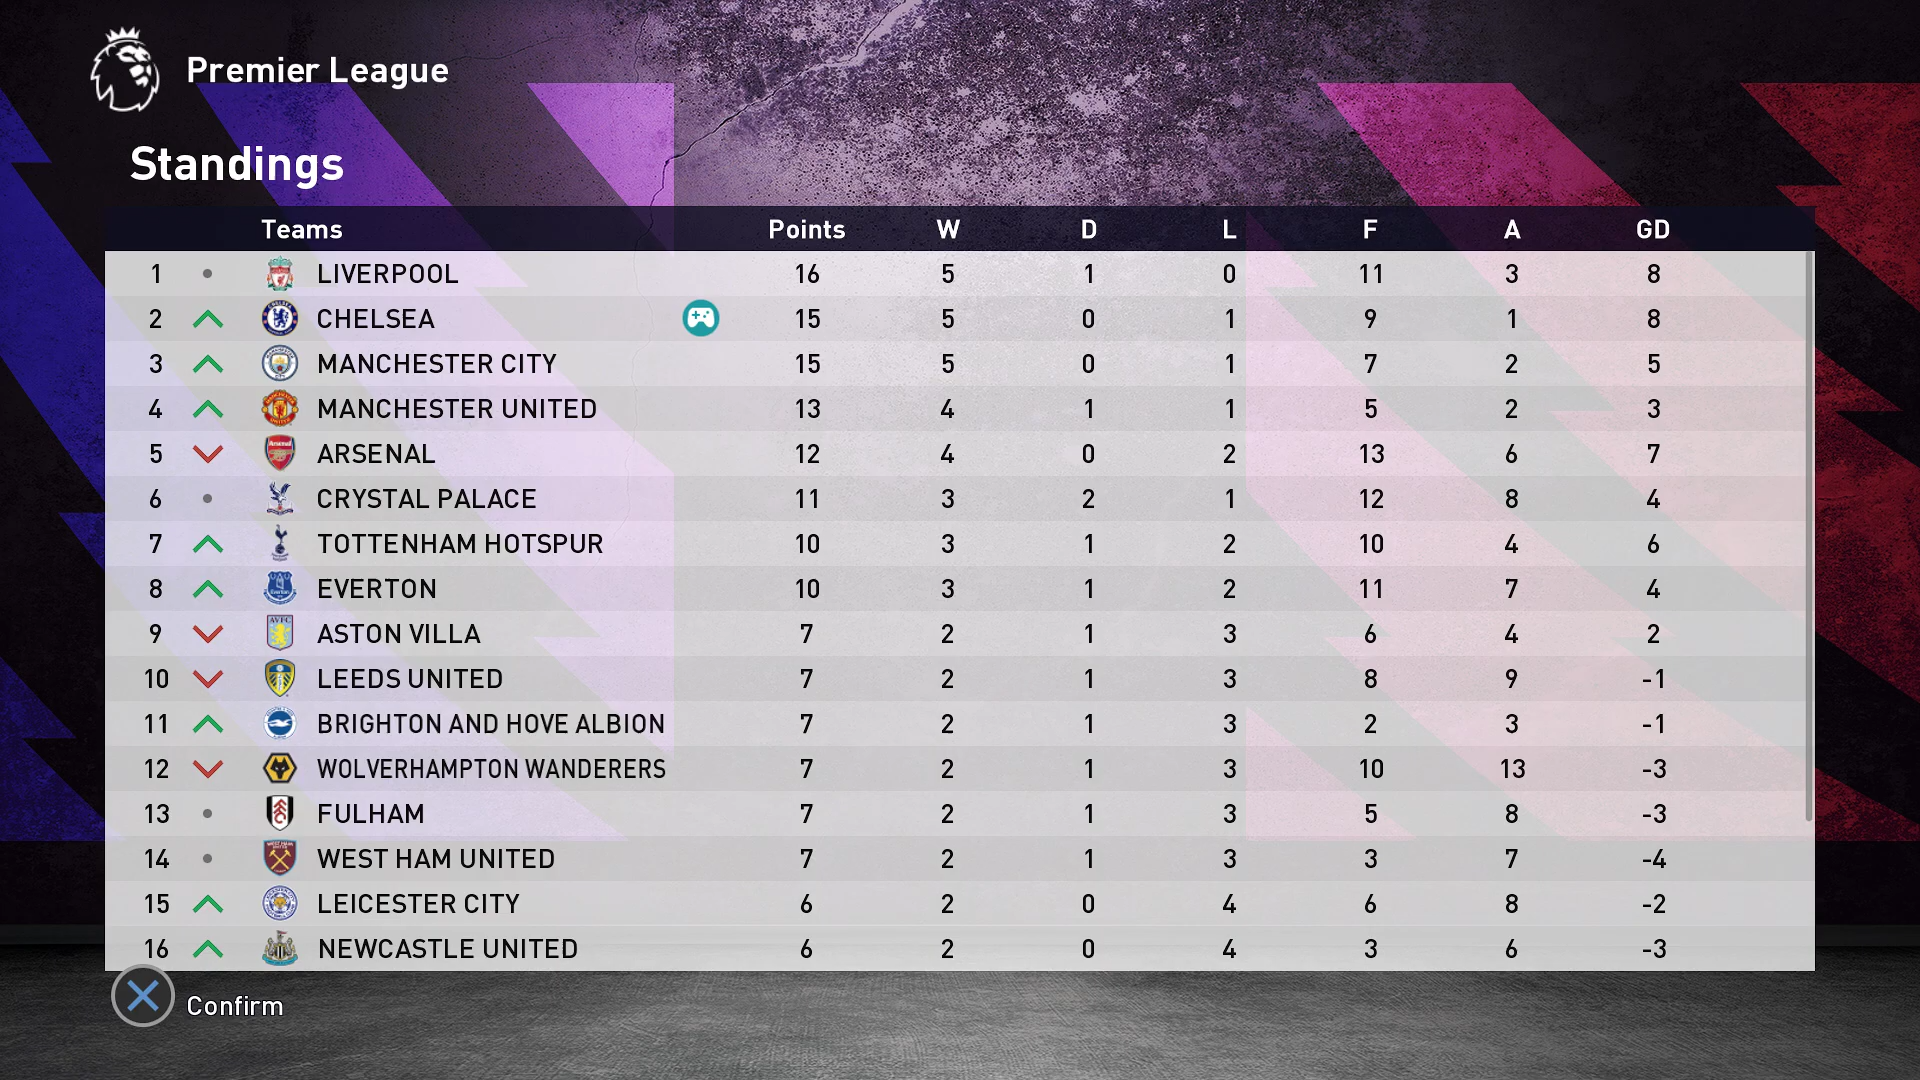 Premier League
Standings
Teams Points W D L F A GD
1 LIVERPOOL 16 5 1 0 11 3 8
2 CHELSEA 15 5 0 1 9 1 8
3 MANCHESTER CITY 15 5 0 1 7 2 5
4 MANCHESTER UNITED 13 4 1 1 5 2 3
5 ARSENAL 12 4 0 2 13 6 7
6 CRYSTAL PALACE 11 3 2 1 12 8 4
7 TOTTENHAM HOTSPUR 10 3 1 2 10 4 6
8 EVERTON 10 3 1 2 11 7 4
9 ASTON VILLA 7 2 1 3 6 4 2
10 LEEDS UNITED 7 2 1 3 8 9 -1
11 BRIGHTON AND HOVE ALBION 7 2 1 3 2 3 -1
12 WOLVERHAMPTON WANDERERS 7 2 1 3 10 13 -3
13 FULHAM 7 2 1 3 5 8 -3
14 WEST HAM UNITED 7 2 1 3 3 7 -4
15 LEICESTER CITY 6 2 0 4 6 8 -2
16 NEWCASTLE UNITED 6 2 0 4 3 6 -3
Confirm